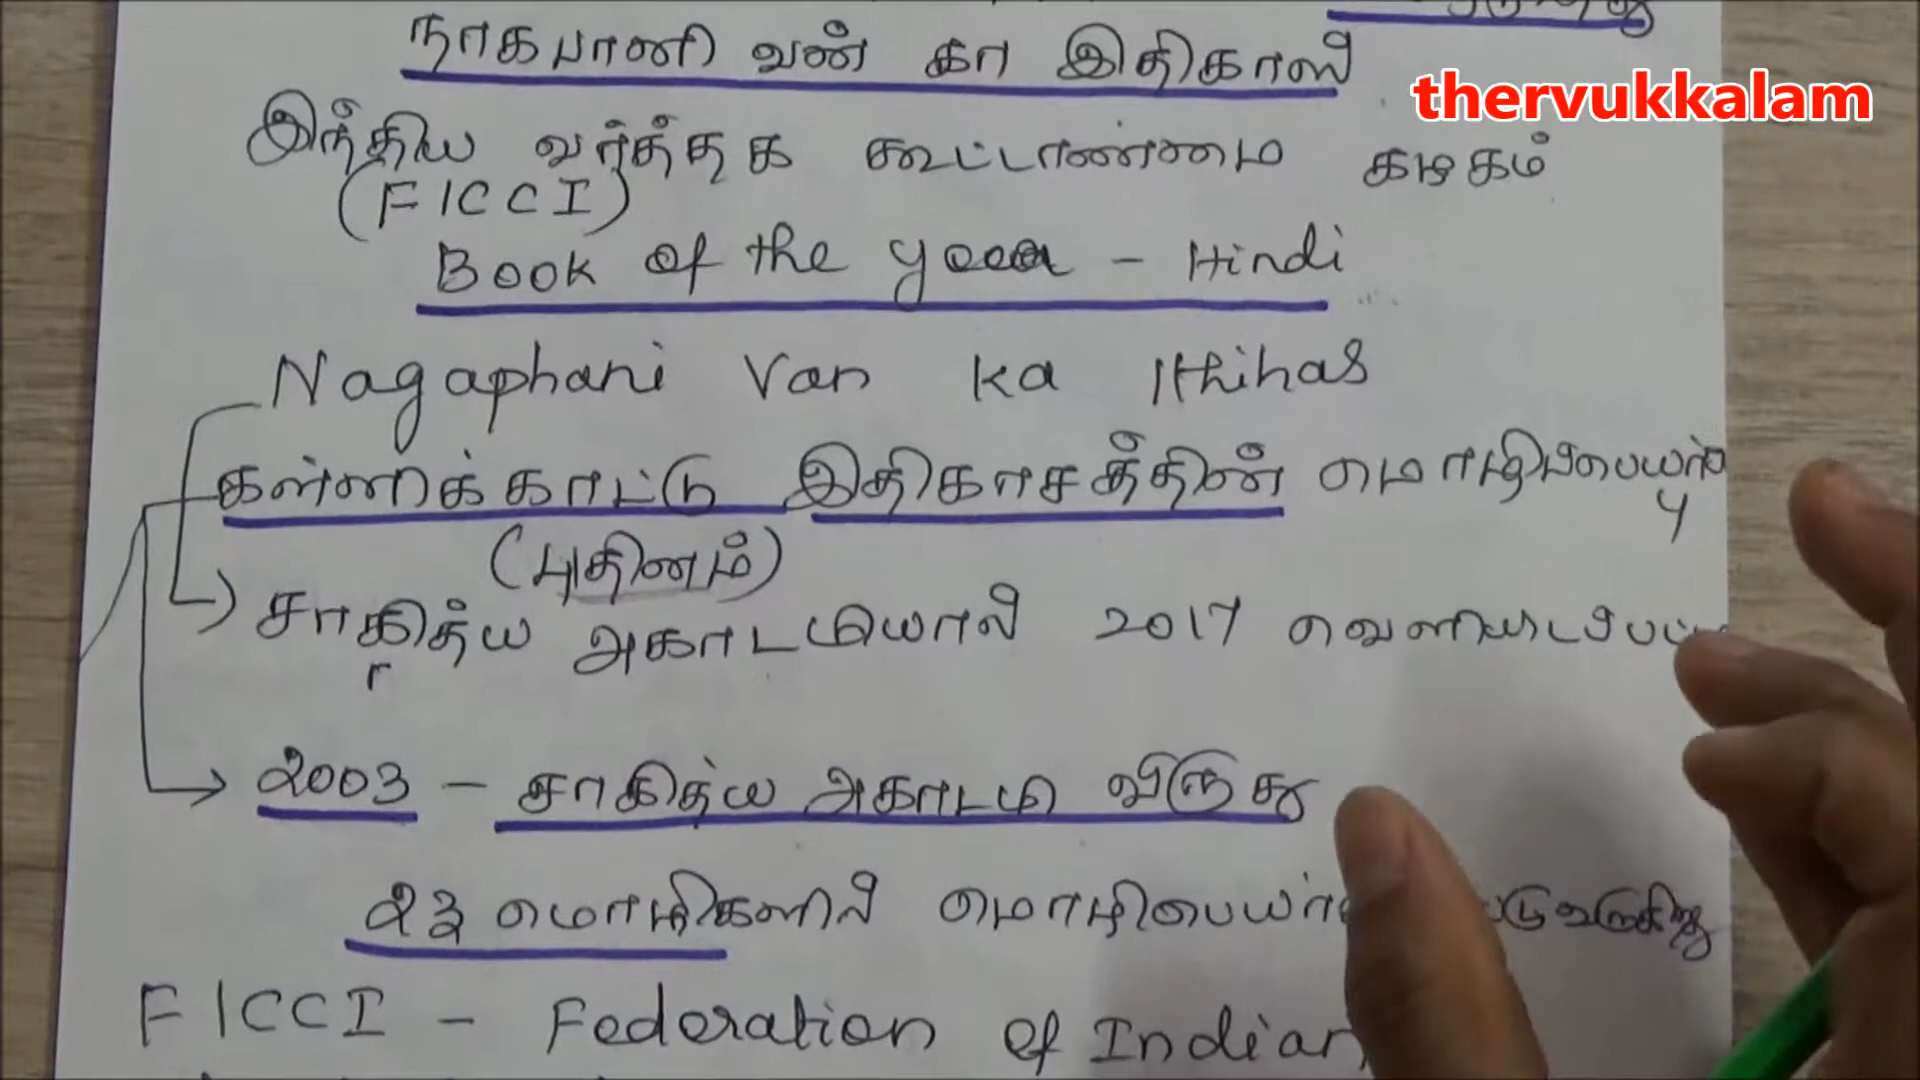 நாகபானி வன் கா இதிகாஸ்
thervukkalam
இந்திய வர்த்தக கூட்டாண்மை கழகம்
(FICCI)
Book of the year - Hindi
Nagaphani Van Ka Ithihas
கள்ளிக்காட்டு இதிகாசத்தின் மொழிபெயர்ப்பு
(புதினம்)
சாகித்ய அகாடமியால் 2017 வெளியிடப்பட்
2003 - சாகித்ய அகாடமி விருது
23 மொழிகளில் மொழிபெயர்
FICCI - Federation of Indian